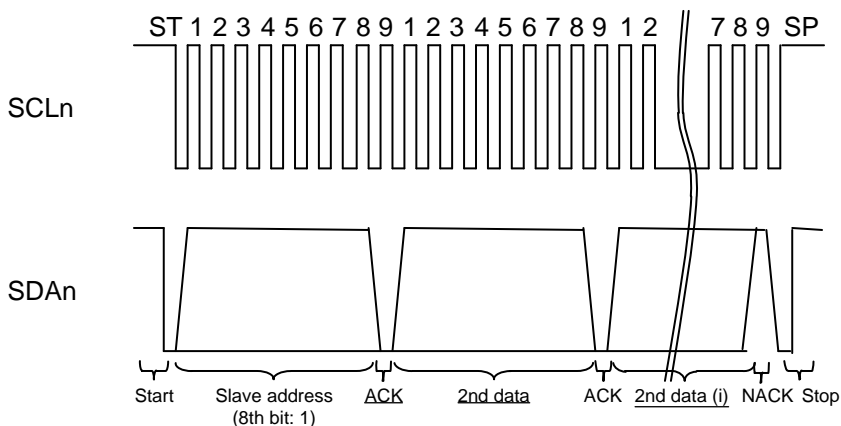 ST 1 2 3 4 5 6 7 8 9 1 2 3 4 5 6 7 8 9 1 2 7 8 9 SP
SCLn
SDAn
Start Slave address ACK 2nd data ACK 2nd data (i) NACK Stop
(8th bit: 1)